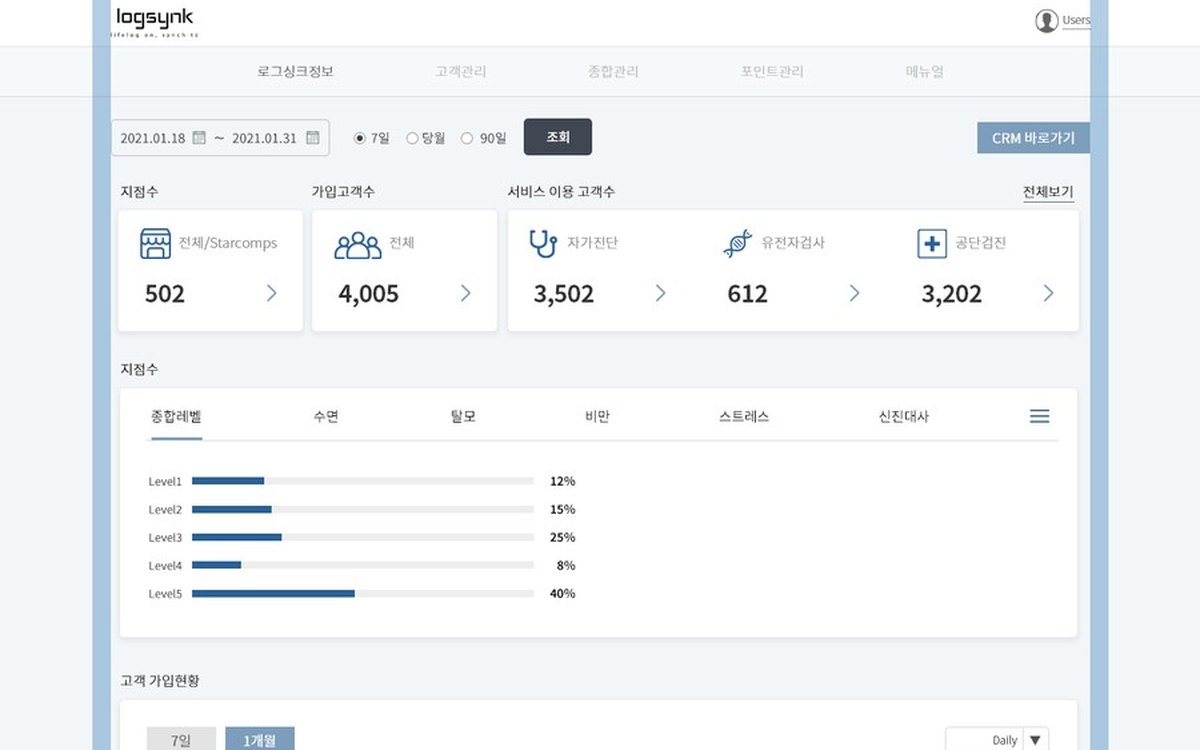 logsynk
Users
로그싱크정보 고객관리 종합관리 포인트관리 메뉴얼
2021.01.18 ~ 2021.01.31 7일 당월 90일 조회 CRM 바로가기
지점수 가입고객수 서비스 이용 고객수 전체보기
전체/Starcomps 전체 자가진단 유전자검사 공단검진
502 4,005 3,502 612 3,202
지점수
종합레벨 수면 탈모 비만 스트레스 신진대사
Level1 12%
Level2 15%
Level3 25%
Level4 8%
Level5 40%
고객 가입현황
7일 1개월 Daily